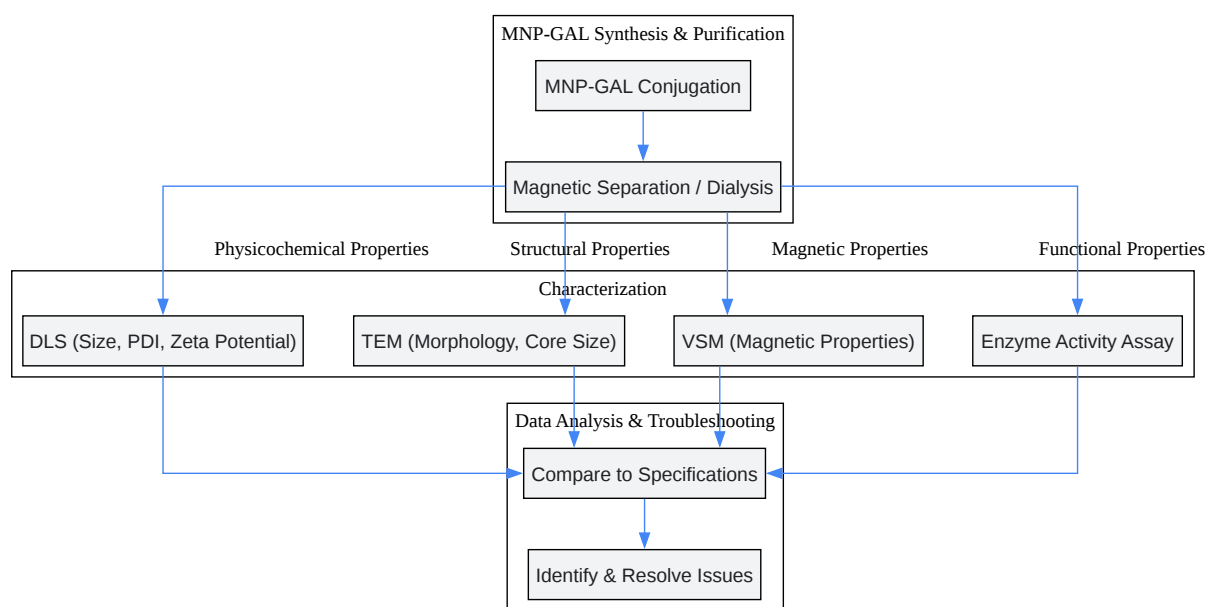 MNP-GAL Synthesis & Purification
MNP-GAL Conjugation
Magnetic Separation / Dialysis
Physicochemical Properties
Structural Properties
Magnetic Properties
Functional Properties
Characterization
DLS (Size, PDI, Zeta Potential)
TEM (Morphology, Core Size)
VSM (Magnetic Properties)
Enzyme Activity Assay
Data Analysis & Troubleshooting
Compare to Specifications
Identify & Resolve Issues